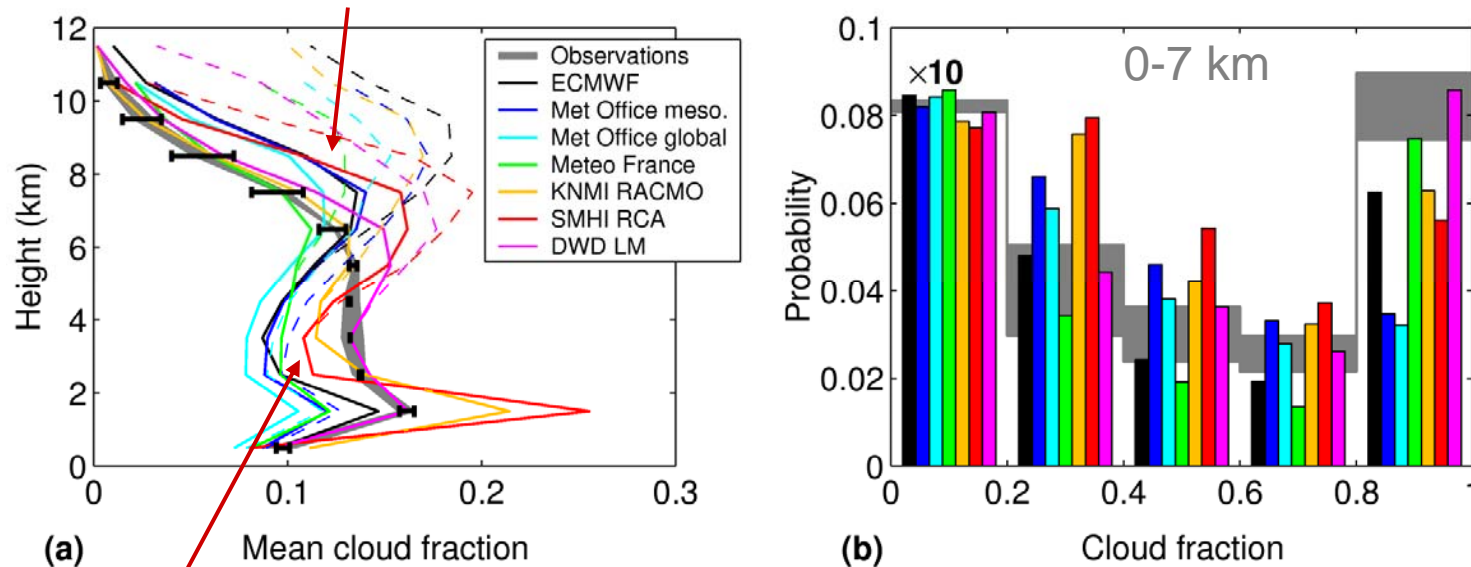 12
10
8
6
4
2
0
Height (km)
0
0.1
0.2
0.3
(a)
Mean cloud fraction
Observations
ECMWF
Met Office meso.
Met Office global
Meteo France
KNMI RACMO
SMHI RCA
DWD LM
0.1
0.08
0.06
0.04
0.02
0
Probability
×10
0-7 km
0
0.2
0.4
0.6
0.8
1
(b)
Cloud fraction